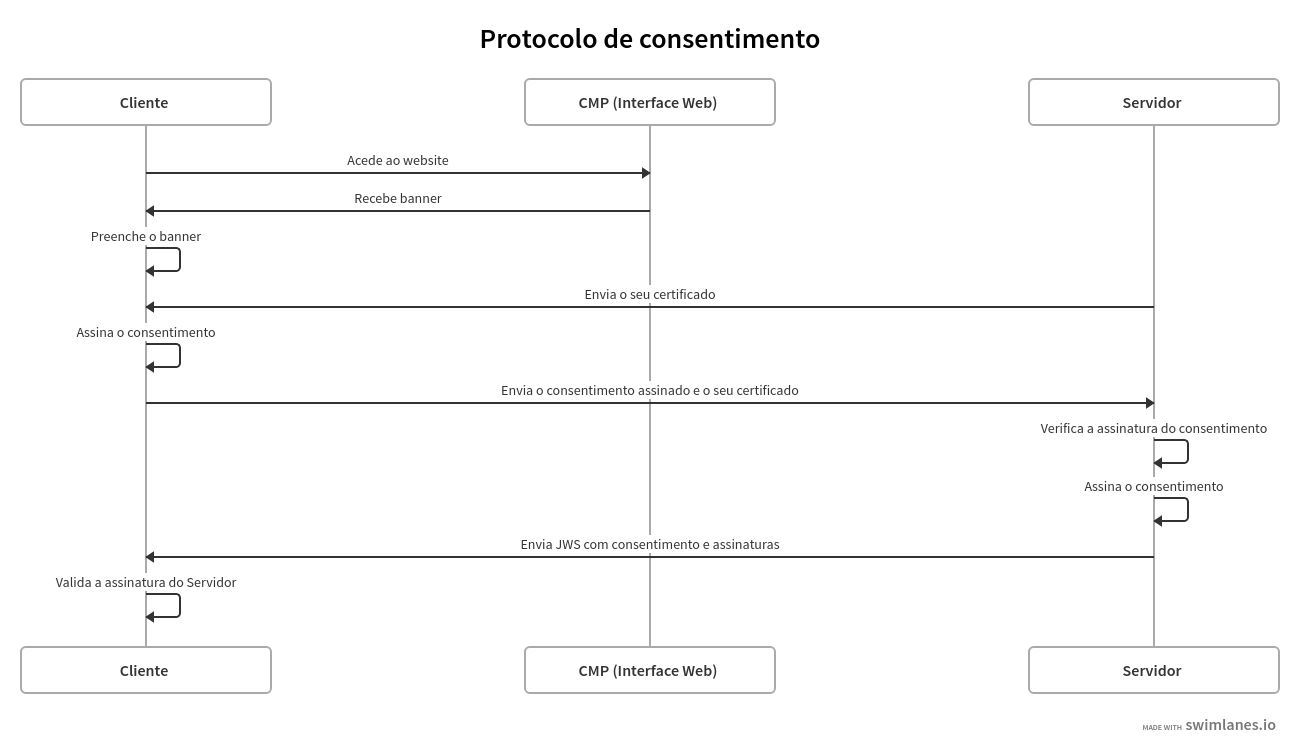 Protocolo de consentimento
Cliente
CMP (Interface Web)
Servidor
Acede ao website
Recebe banner
Preenche o banner
Envia o seu certificado
Assina o consentimento
Envia o consentimento assinado e o seu certificado
Verifica a assinatura do consentimento
Assina o consentimento
Envia JWS com consentimento e assinaturas
Valida a assinatura do Servidor
Cliente
CMP (Interface Web)
Servidor
MADE WITH swimlanes.io